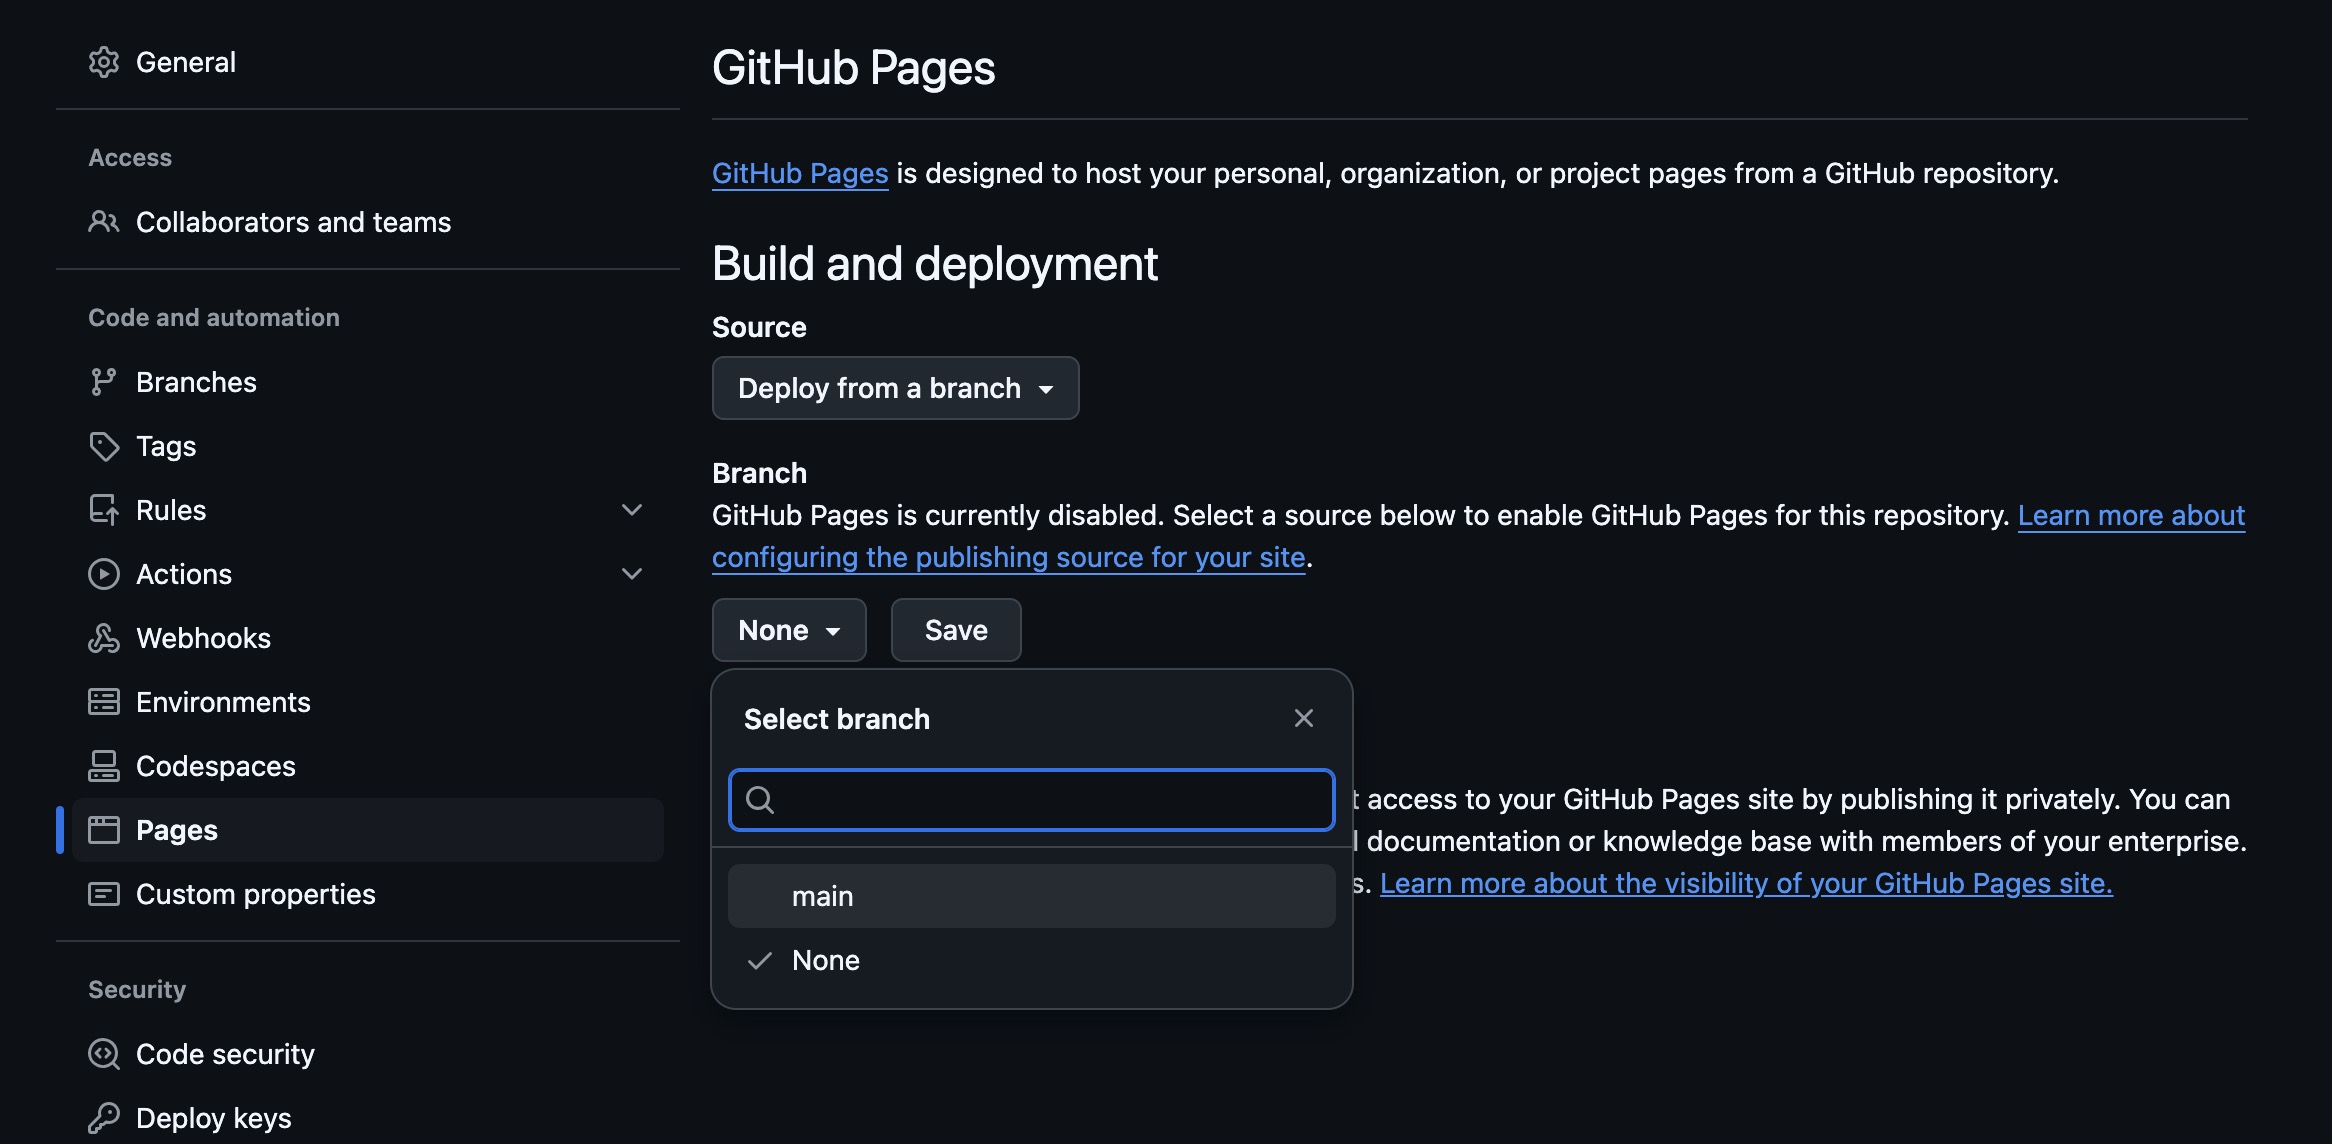 General
Access
Collaborators and teams
Code and automation
Branches
Tags
Rules
Actions
Webhooks
Environments
Codespaces
Pages
Custom properties
Security
Code security
Deploy keys
GitHub Pages
GitHub Pages is designed to host your personal, organization, or project pages from a GitHub repository.
Build and deployment
Source
Deploy from a branch
Branch
GitHub Pages is currently disabled. Select a source below to enable GitHub Pages for this repository. Learn more about
configuring the publishing source for your site.
None
Save
Select branch
main
None
access to your GitHub Pages site by publishing it privately. You can
documentation or knowledge base with members of your enterprise.
Learn more about the visibility of your GitHub Pages site.